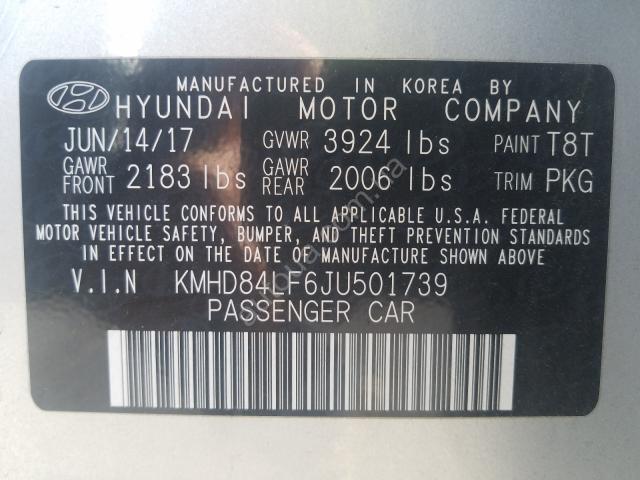 MANUFACTURED IN KOREA BY
HYUNDAI MOTOR COMPANY
JUN/14/17 GVWR 3924 lbs PAINT T8T
GAWR FRONT 2183 lbs GAWR REAR 2006 lbs TRIM PKG
THIS VEHICLE CONFORMS TO ALL APPLICABLE U.S.A. FEDERAL
MOTOR VEHICLE SAFETY, BUMPER, AND THEFT PREVENTION STANDARDS
IN EFFECT ON THE DATE OF MANUFACTURE SHOWN ABOVE.
V.I.N KMHD84LF6JU501739
PASSENGER CAR